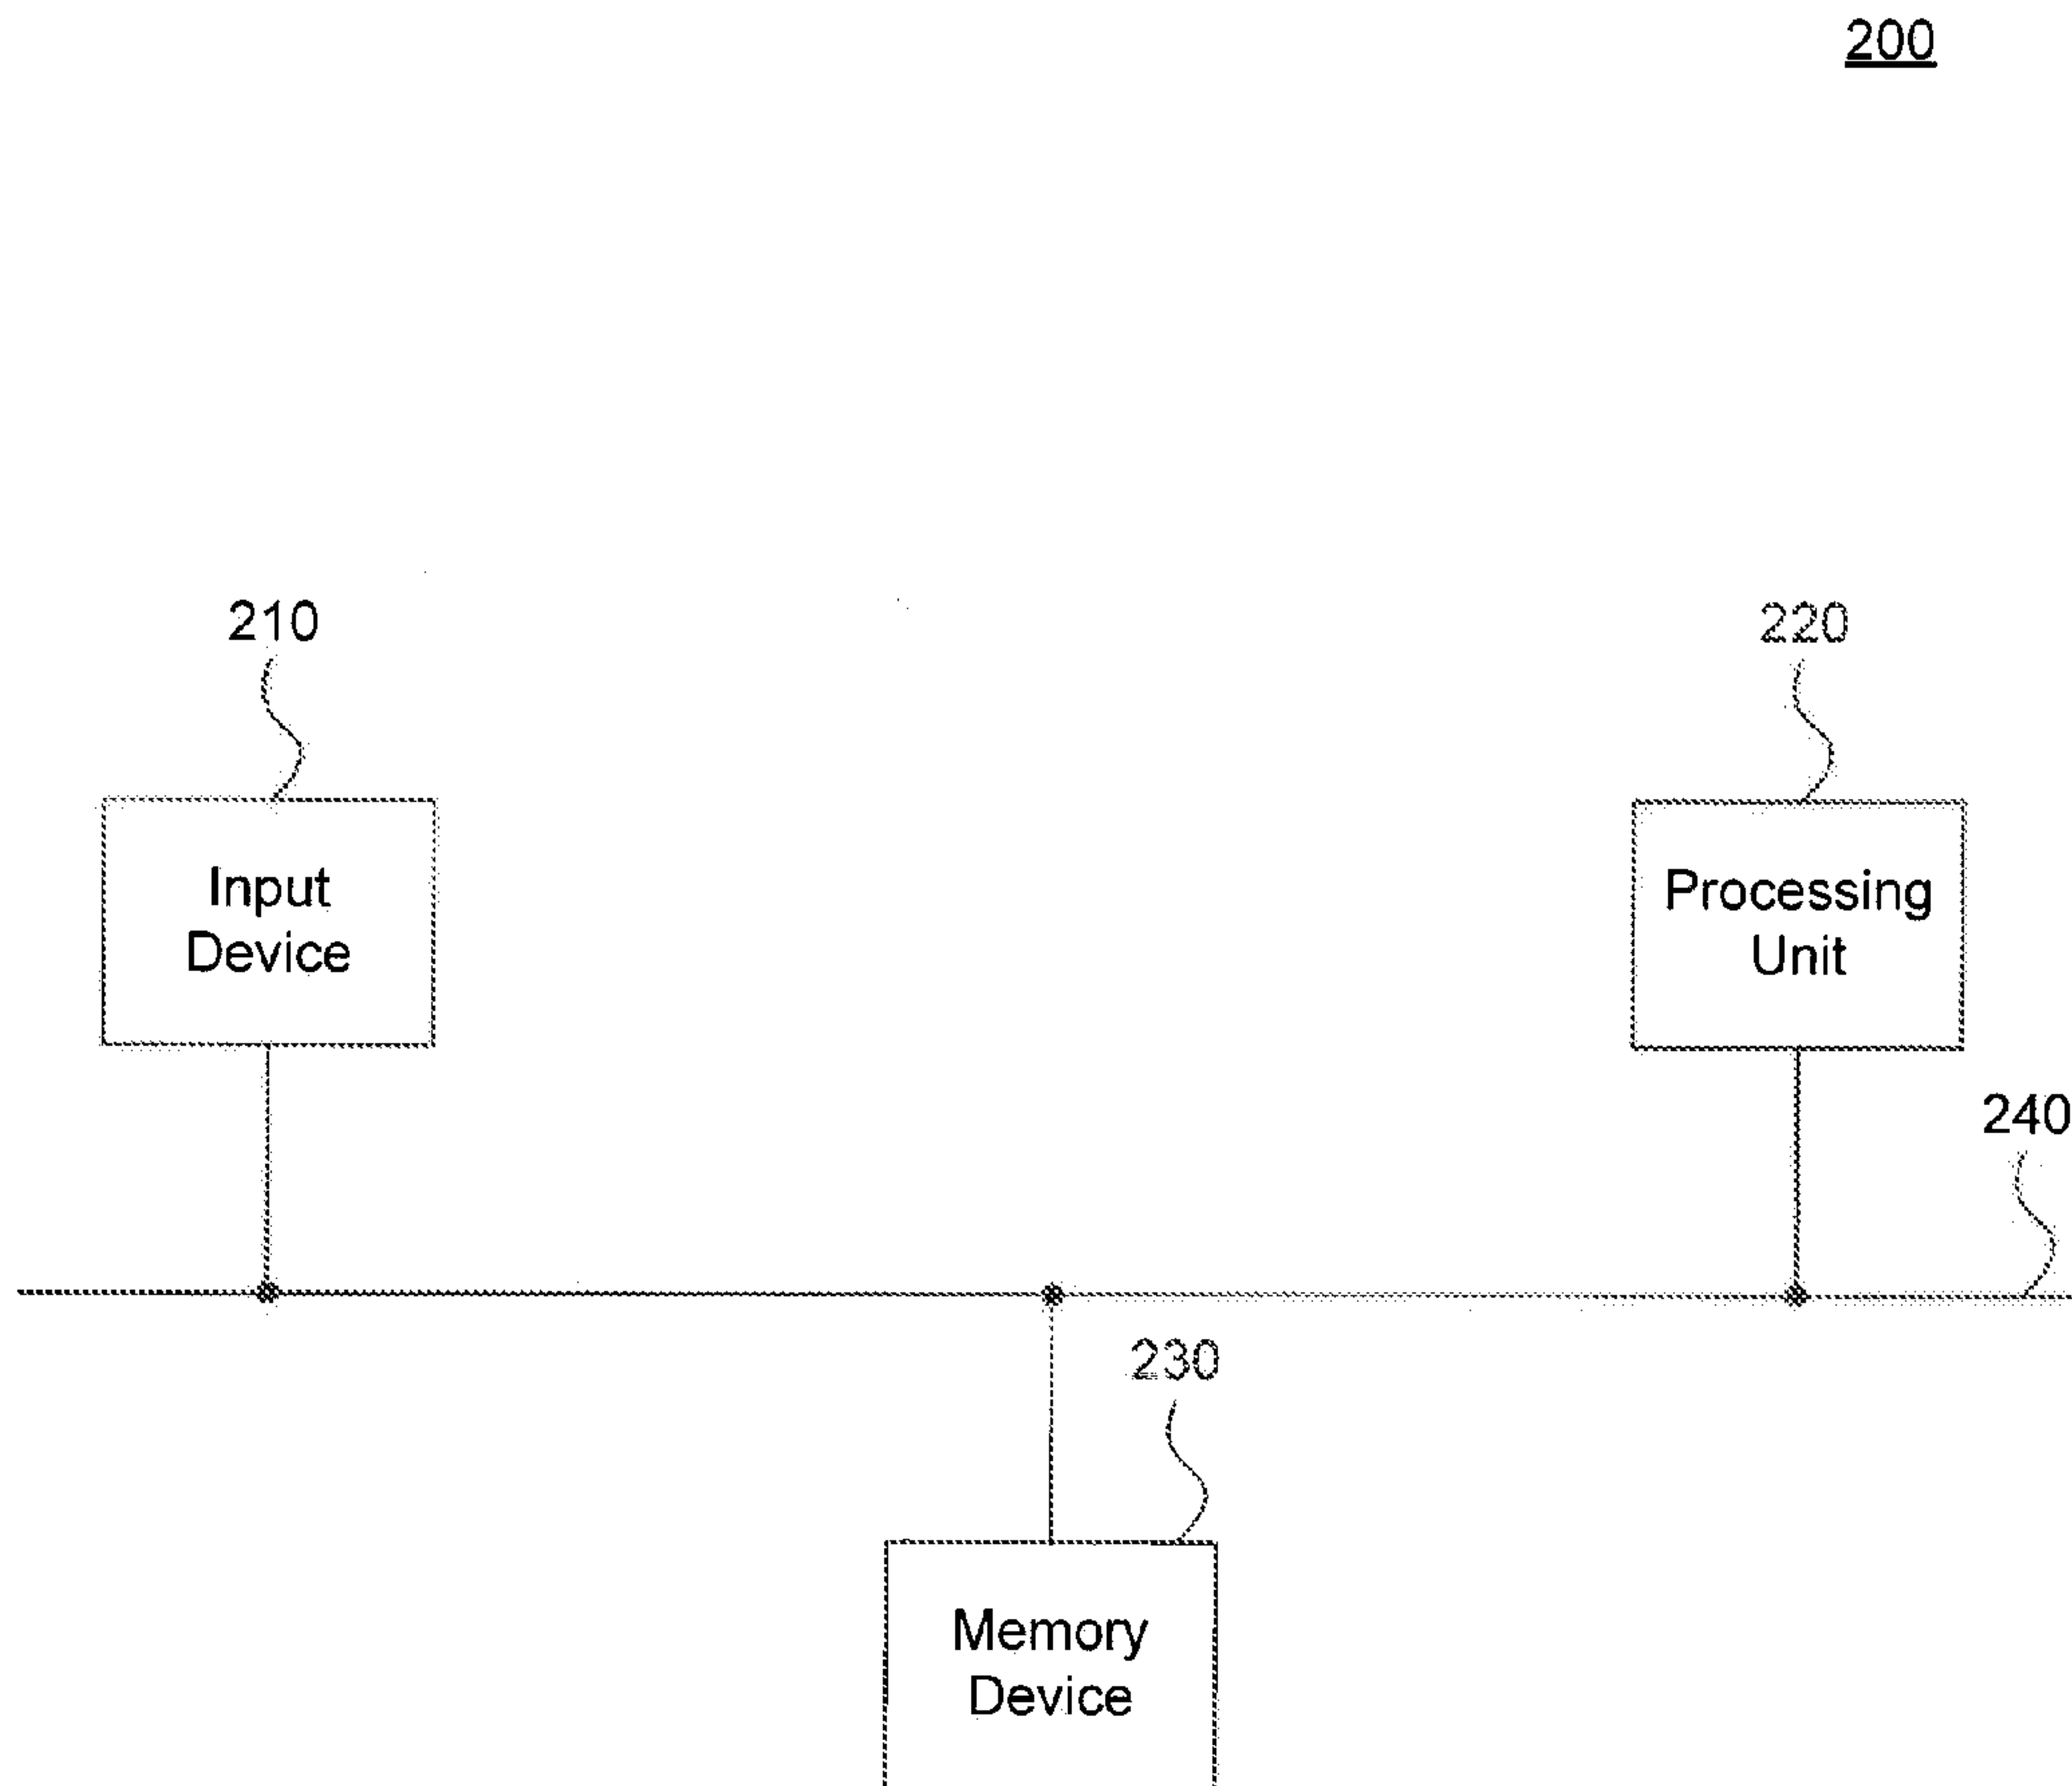 200
210
220
Input
Device
Processing
Unit
240
230
Memory
Device